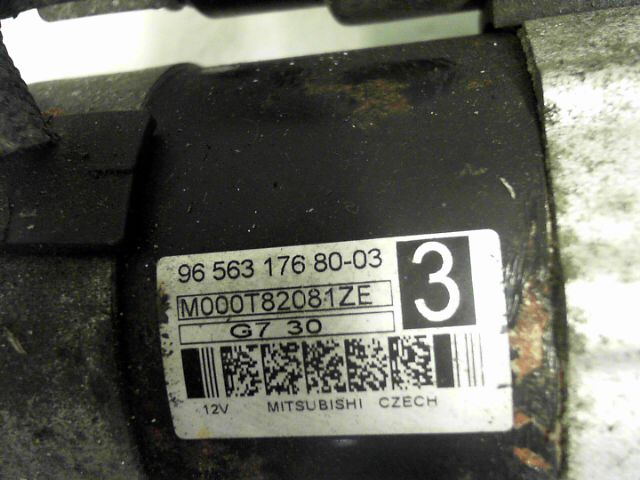 96 563 176 80-03
3
M000T82081ZE
G7 30
12V MITSUBISHI CZECH